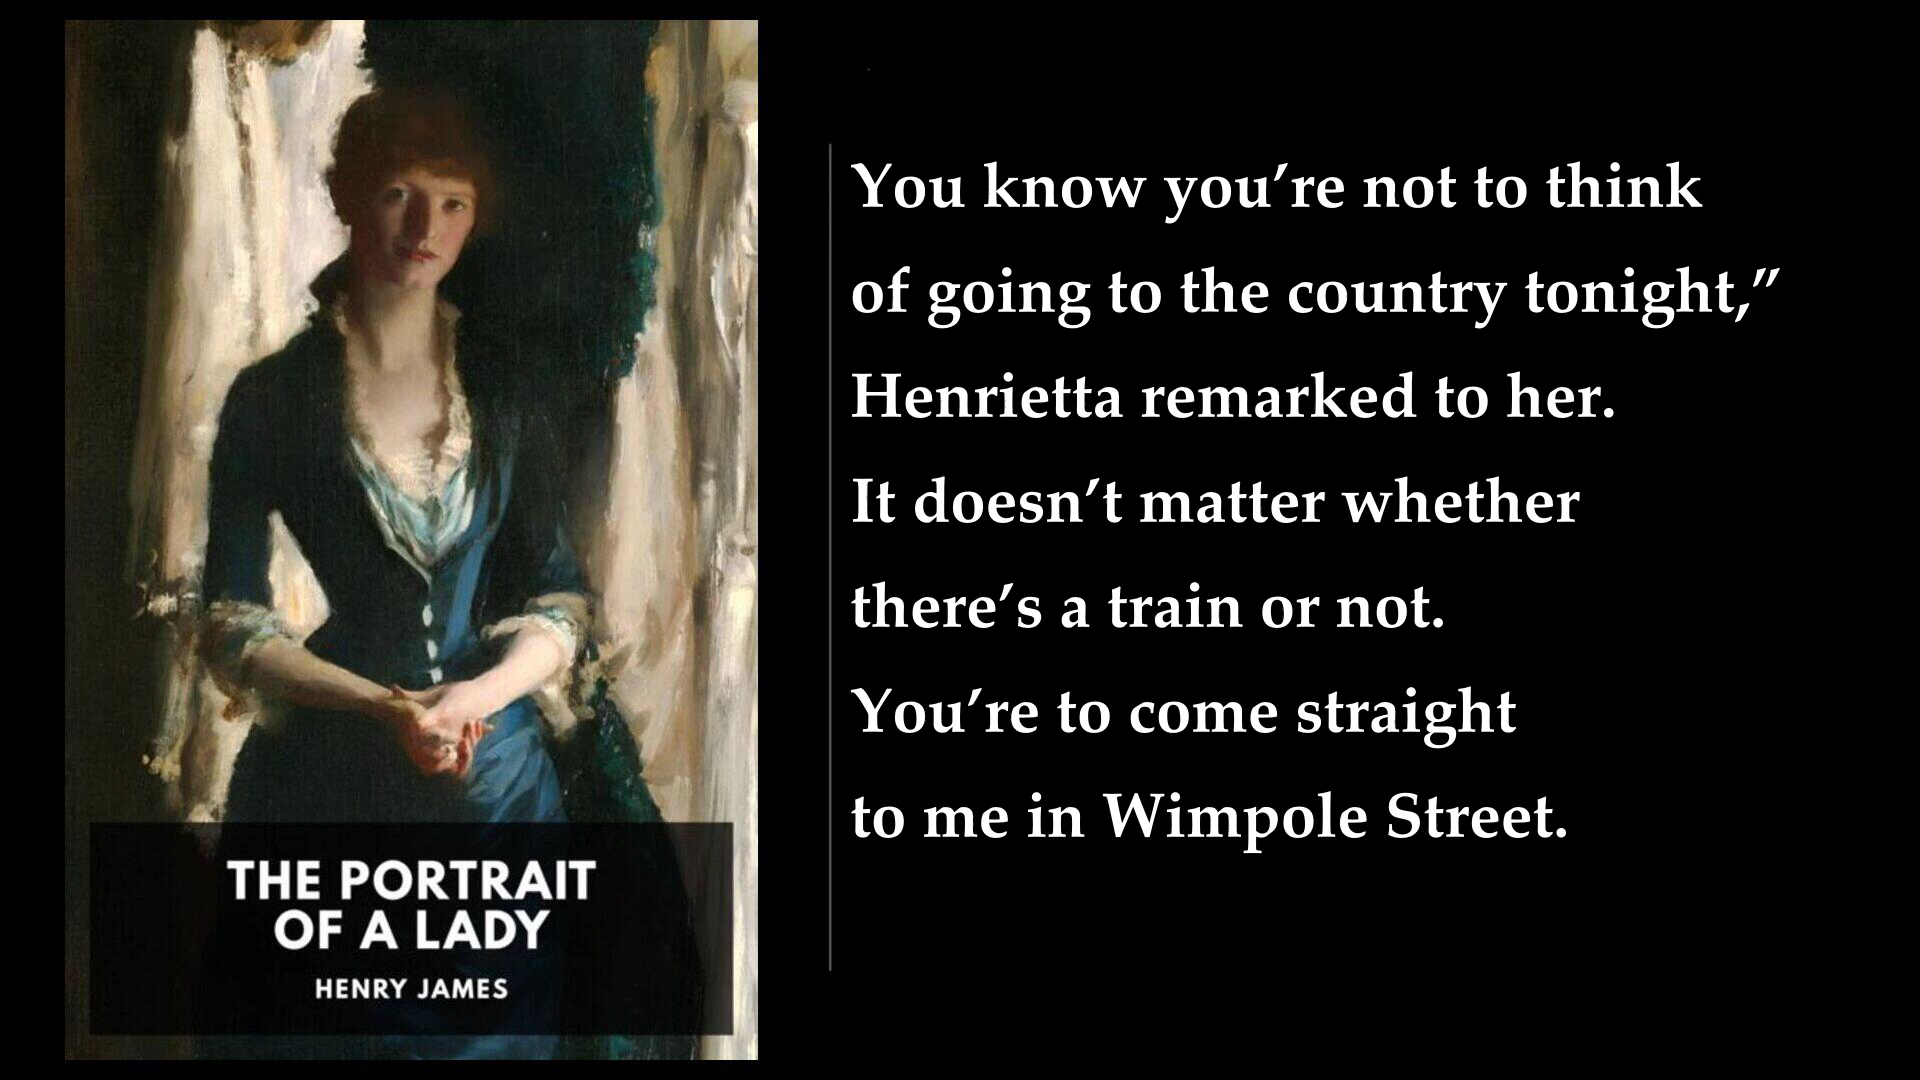 THE PORTRAIT
OF A LADY
HENRY JAMES
You know you’re not to think
of going to the country tonight,”
Henrietta remarked to her.
It doesn’t matter whether
there’s a train or not.
You’re to come straight
to me in Wimpole Street.